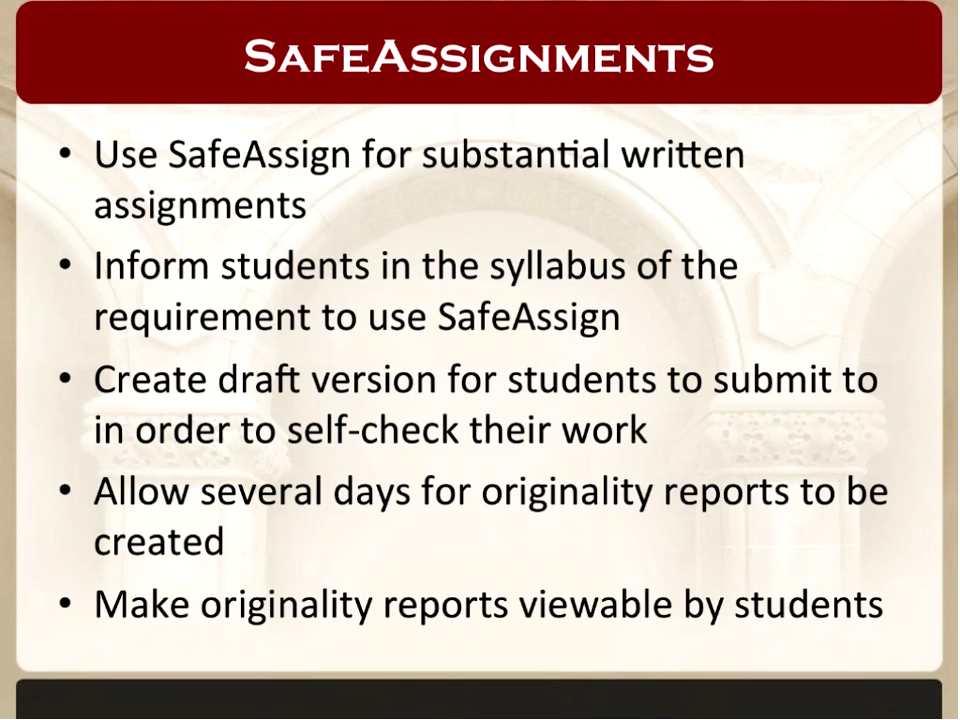 SafeAssignments
• Use SafeAssign for substantial written
assignments
• Inform students in the syllabus of the
requirement to use SafeAssign
• Create draft version for students to submit to
in order to self-check their work
• Allow several days for originality reports to be
created
• Make originality reports viewable by students